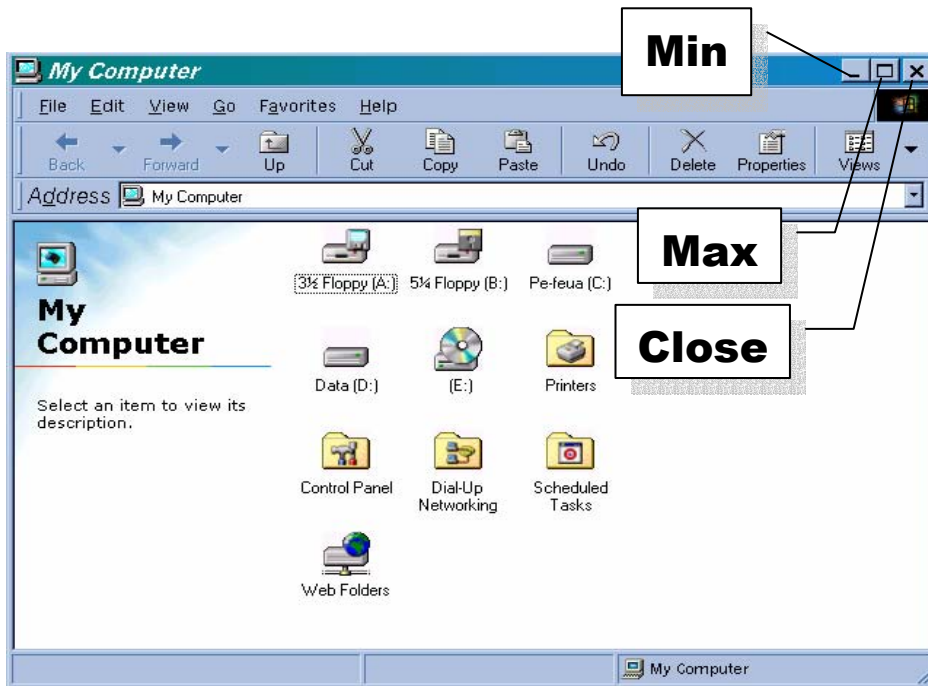 Min
My Computer
File Edit View Go Favorites Help
Back Forward Up Cut Copy Paste Undo Delete Properties Views
Address My Computer
Max
Close
My
Computer
Select an item to view its
description.
3½ Floppy (A:) 5¼ Floppy (B:) Pe-feua (C:)
Data (D:) (E:) Printers
Control Panel Dial-Up
Networking Scheduled
Tasks
Web Folders
My Computer